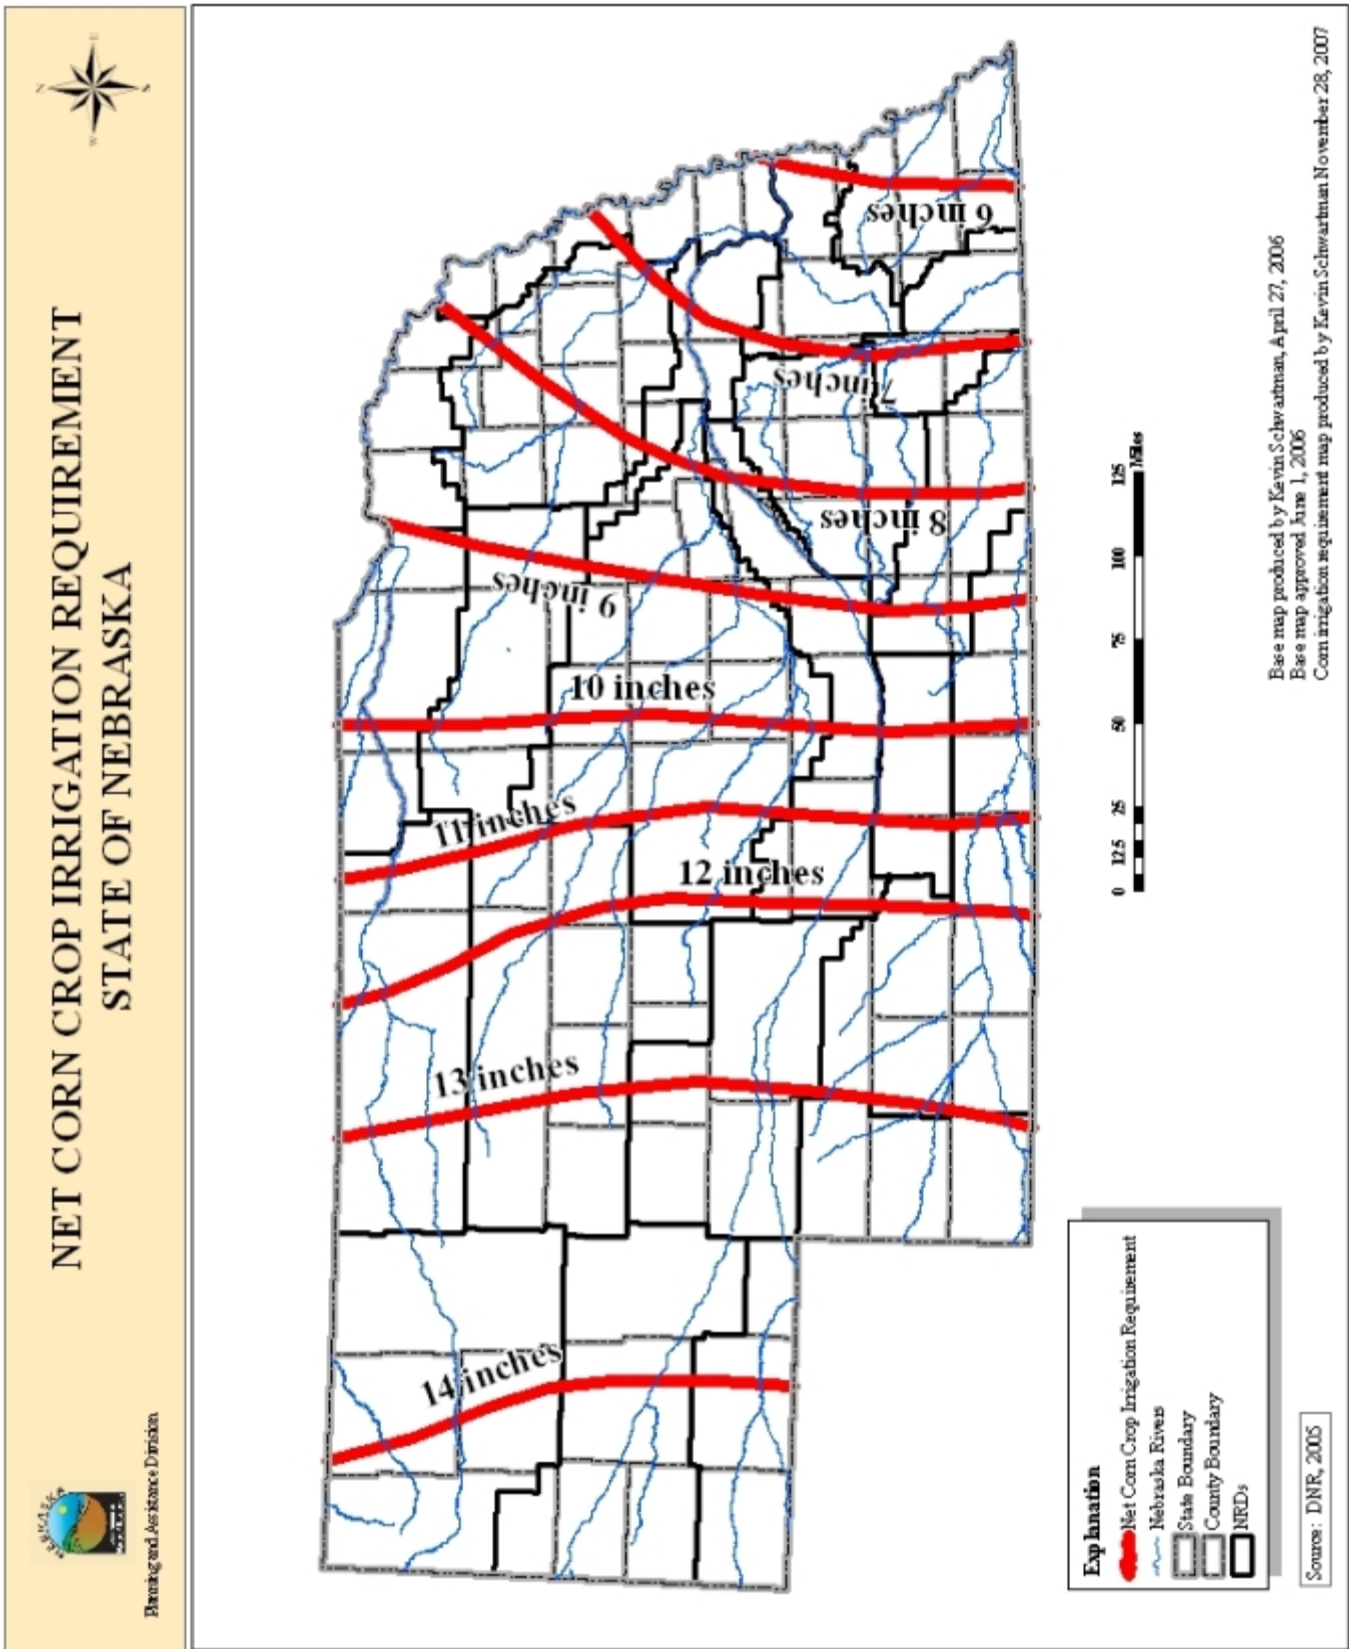 NET CORN CROP IRRIGATION REQUIREMENT
STATE OF NEBRASKA
N
W
E
S
NEBRASKA
Planning and Assistance Division
14 inches
13 inches
12 inches
11 inches
10 inches
9 inches
8 inches
7 inches
6 inches
0 12.5 25 50 75 100 125
Miles
Explanation
Net Corn Crop Irrigation Requirement
Nebraska Rivers
State Boundary
County Boundary
NRDs
Source: DNR, 2005
Base map produced by Kevin Schwartman, April 27, 2006
Base map approved June 1, 2006
Corn irrigation requirement map produced by Kevin Schwartman November 28, 2007